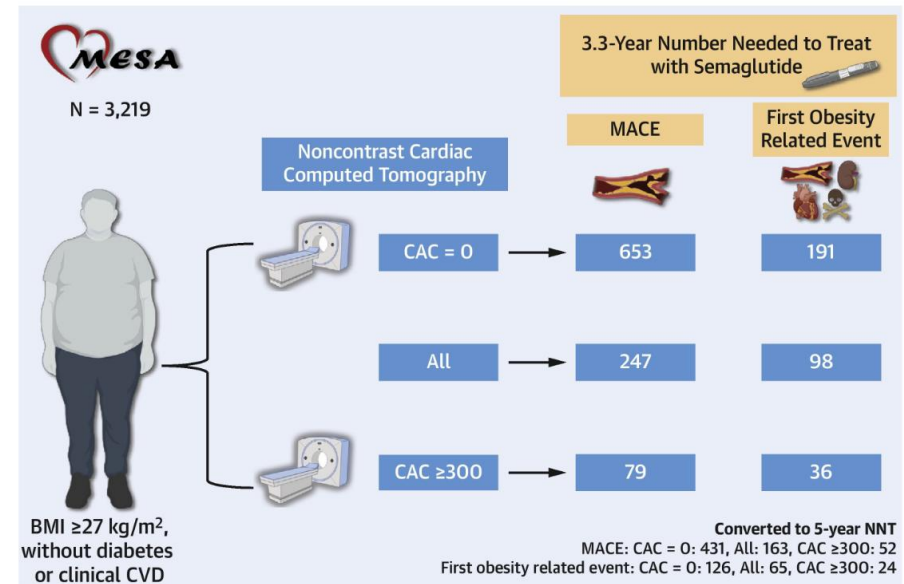 MESA
N = 3,219
3.3-Year Number Needed to Treat
with Semaglutide
MACE
First Obesity
Related Event
Noncontrast Cardiac
Computed Tomography
CAC = 0
653
191
All
247
98
CAC ≥300
79
36
BMI ≥27 kg/m²,
without diabetes
or clinical CVD
Converted to 5-year NNT
MACE: CAC = 0: 431, All: 163, CAC ≥300: 52
First obesity related event: CAC = 0: 126, All: 65, CAC ≥300: 24